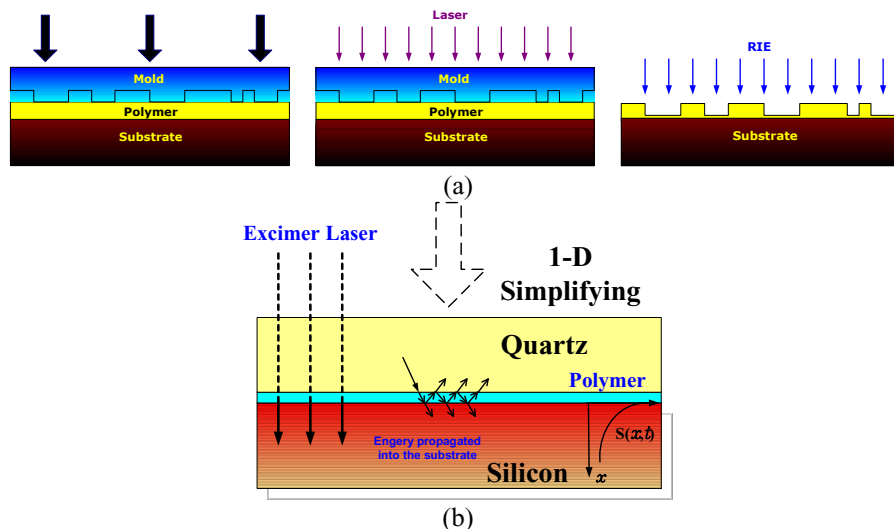 Laser
RIE
Mold
Mold
Polymer
Polymer
Substrate
Substrate
Substrate
(a)
Excimer Laser
1-D
Simplifying
Quartz
Polymer
S(x,t)
Engery propagated
into the substrate
Silicon
x
(b)